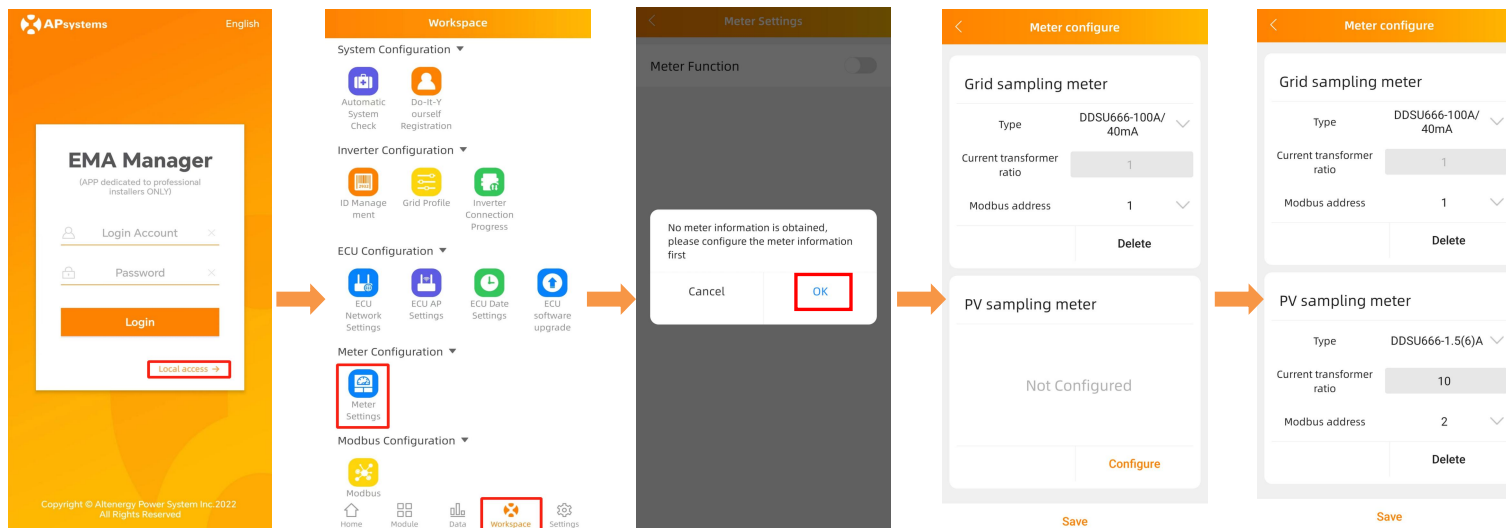 APsystems
English
EMA Manager
(APP dedicated to professional
installers ONLY)
Login Account
Password
Login
Local access →
Copyright © Altenergy Power System Inc.2022
All Rights Reserved
Workspace
System Configuration
Automatic
System
Check
Do-It-Y
ourself
Registration
Inverter Configuration
ID Manage
ment
Grid Profile
Inverter
Connection
Progress
ECU Configuration
ECU
Network
Settings
ECU AP
Settings
ECU Date
Settings
ECU
software
upgrade
Meter Configuration
Meter
Settings
Modbus Configuration
Modbus
Home
Module
Data
Workspace
Settings
Meter Settings
Meter Function
No meter information is obtained,
please configure the meter information
first
Cancel
OK
Meter configure
Grid sampling meter
Type
DDSU666-100A/
40mA
Current transformer
ratio
1
Modbus address
1
Delete
PV sampling meter
Not Configured
Configure
Save
Meter configure
Grid sampling meter
Type
DDSU666-100A/
40mA
Current transformer
ratio
1
Modbus address
1
Delete
PV sampling meter
Type
DDSU666-1.5(6)A
Current transformer
ratio
10
Modbus address
2
Delete
Save